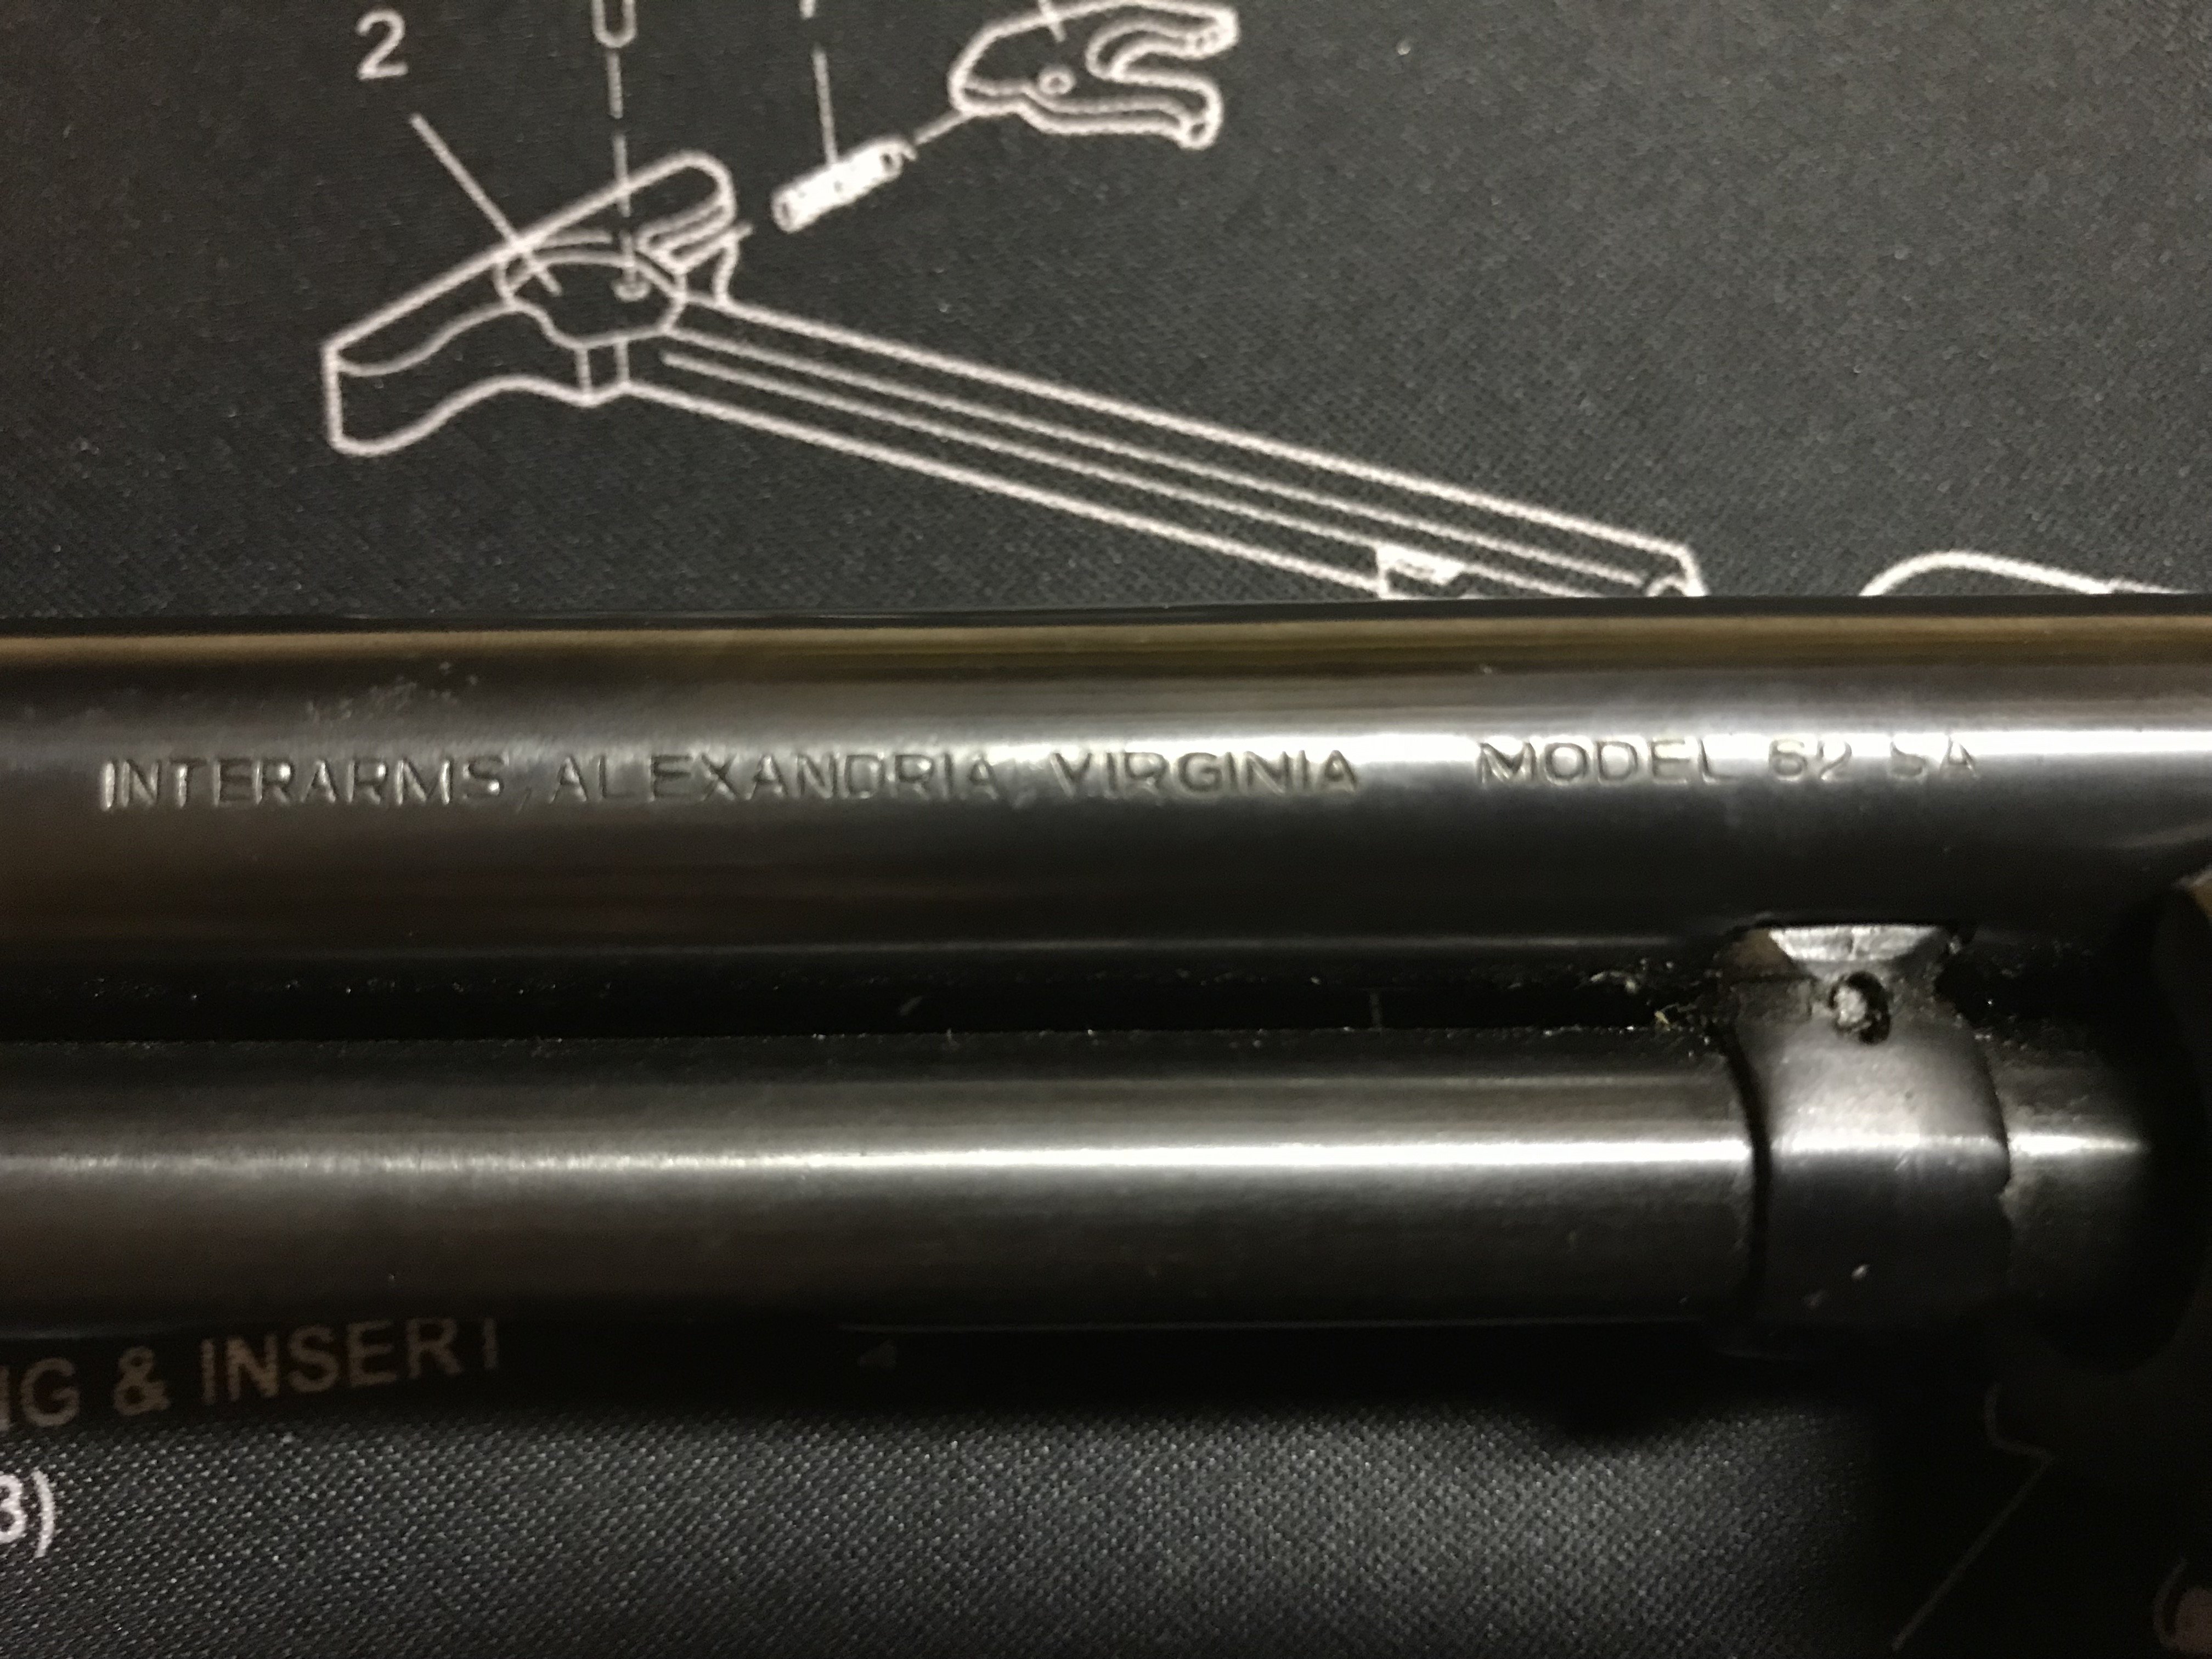 2
INTERARMS, ALEXANDRIA, VIRGINIA MODEL 62 SA
& INSERT
3)